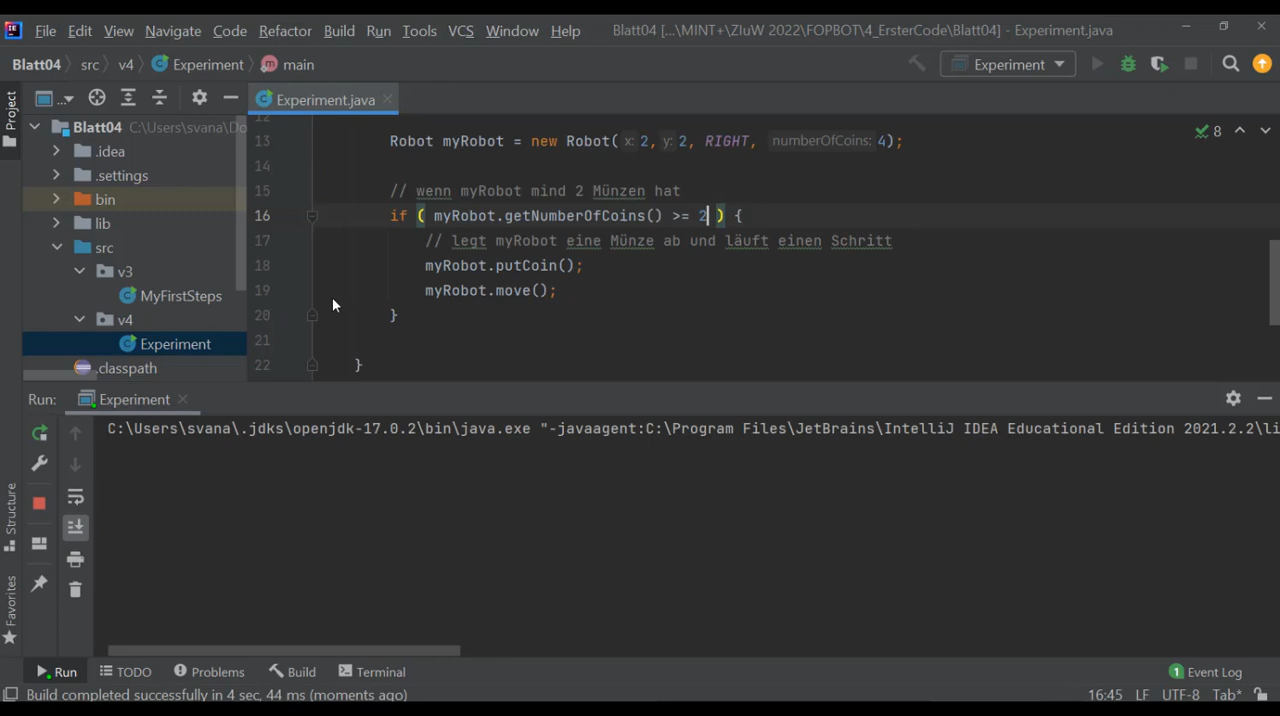 File Edit View Navigate Code Refactor Build Run Tools VCS Window Help Blatt04 [...\MINT+\ZIuW 2022\FOPBOT\4_ErsterCode\Blatt04] - Experiment.java
Blatt04 src v4 Experiment main Experiment
Project
... Experiment.java
Blatt04 C:\Users\svana\Do
.idea
.settings
bin
lib
src
v3
MyFirstSteps
v4
Experiment
.classpath
12
13 Robot myRobot = new Robot( x: 2, y: 2, RIGHT, numberOfCoins: 4);
14
15 // wenn myRobot mind 2 Münzen hat
16 if ( myRobot.getNumberOfCoins() >= 2 ) {
17 // legt myRobot eine Münze ab und läuft einen Schritt
18 myRobot.putCoin();
19 myRobot.move();
20 }
21
22 }
8
Run: Experiment
C:\Users\svana\.jdks\openjdk-17.0.2\bin\java.exe "-javaagent:C:\Program Files\JetBrains\IntelliJ IDEA Educational Edition 2021.2.2\li
Structure
Favorites
Run TODO Problems Build Terminal 1 Event Log
Build completed successfully in 4 sec, 44 ms (moments ago) 16:45 LF UTF-8 Tab*